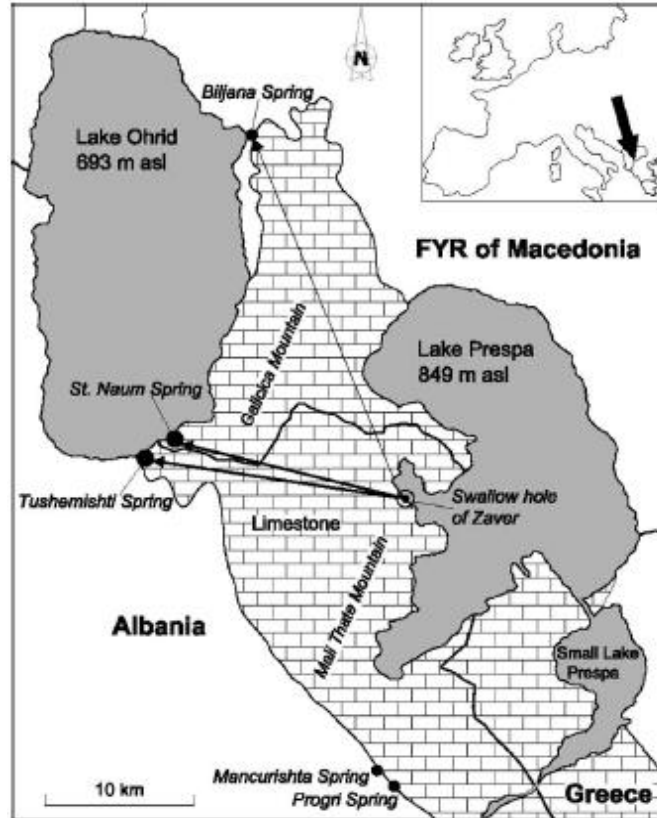 N
Biljana Spring
Lake Ohrid
693 m asl
FYR of Macedonia
Galicica Mountain
Lake Prespa
849 m asl
St. Naum Spring
Tushemishti Spring
Swallow hole
of Zaver
Limestone
Mali Thate Mountain
Albania
Small Lake
Prespa
10 km
Mancurishta Spring
Progri Spring
Greece